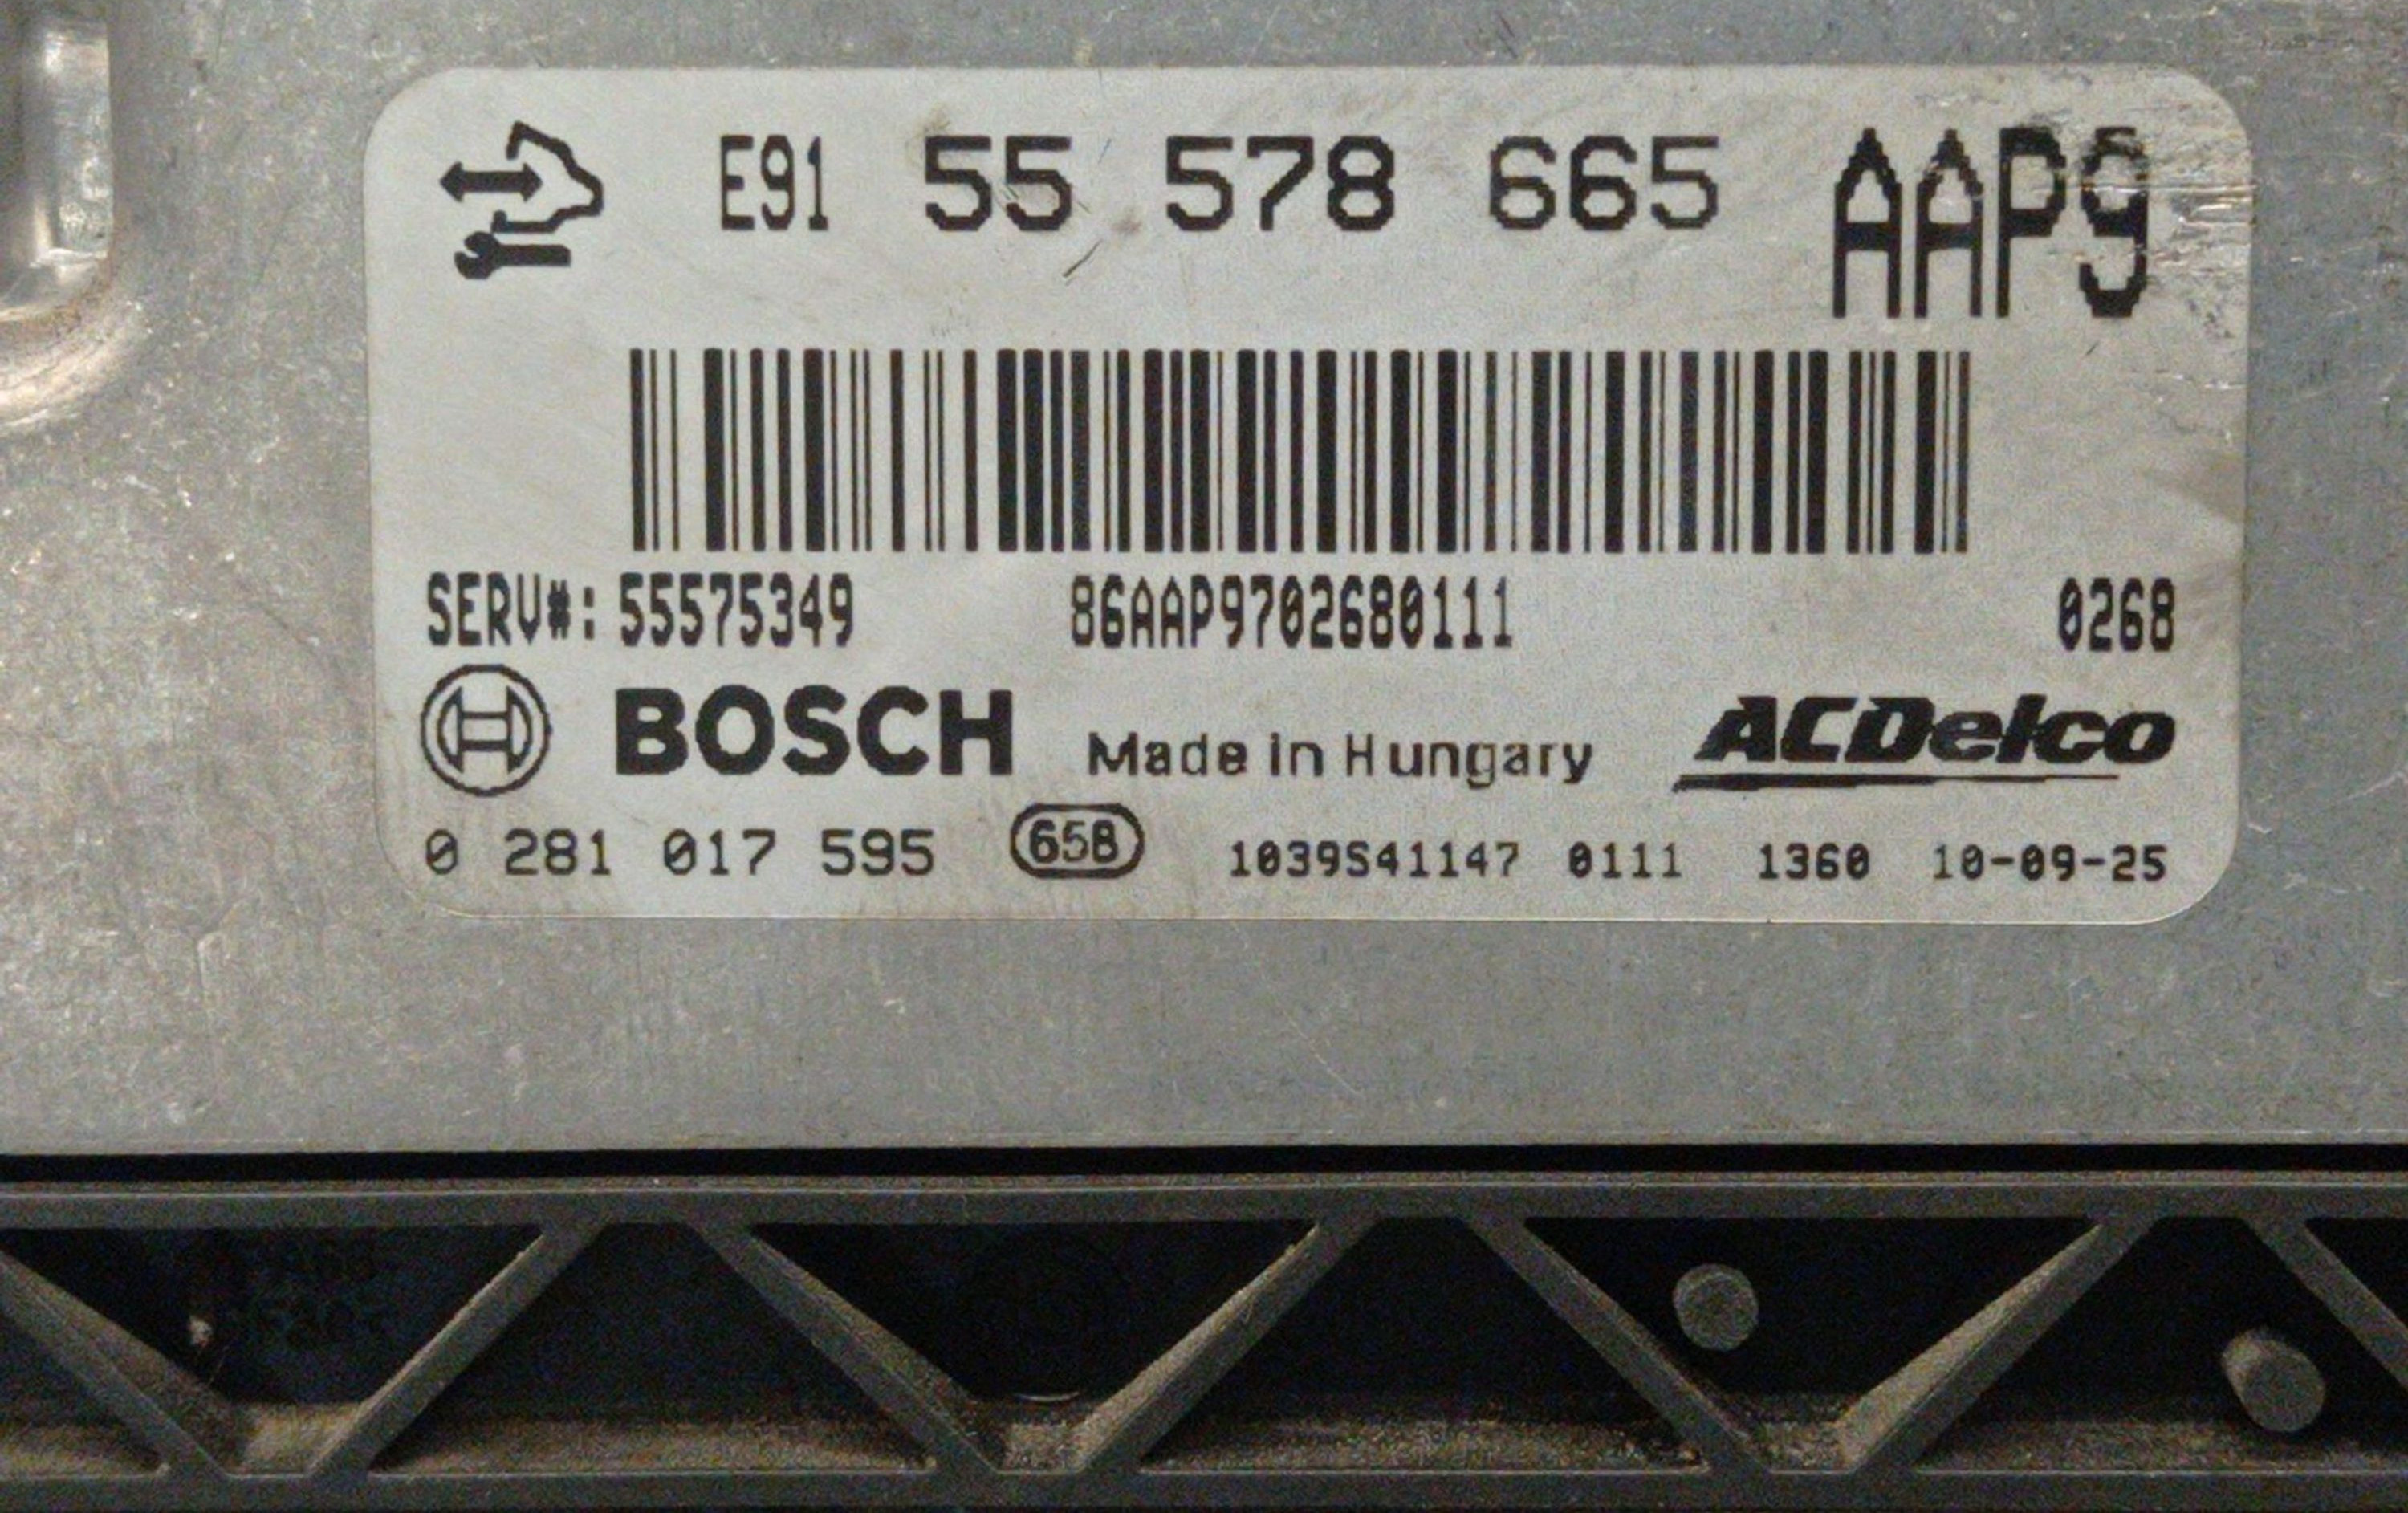 E91 55 578 665 AAP9
SERV#: 55575349 86AAP9702680111 0268
BOSCH Made in Hungary ACDelco
0 281 017 595 65B 1039S41147 0111 1360 10-09-25